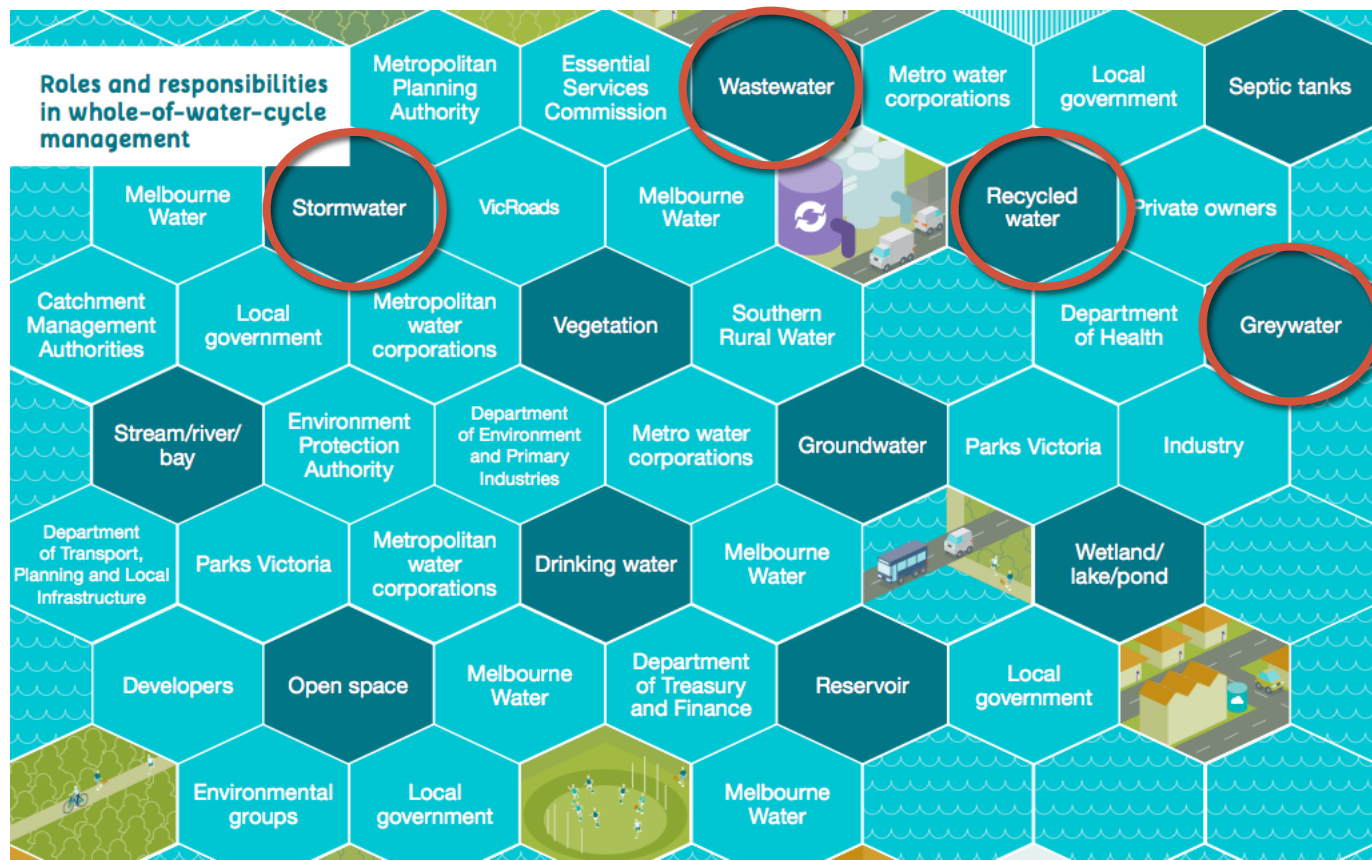 Roles and responsibilities
in whole-of-water-cycle
management
Metropolitan
Planning
Authority
Essential
Services
Commission
Wastewater
Metro water
corporations
Local
government
Septic tanks
Melbourne
Water
Stormwater
VicRoads
Melbourne
Water
Recycled
water
Private owners
Catchment
Management
Authorities
Local
government
Metropolitan
water
corporations
Vegetation
Southern
Rural Water
Department
of Health
Greywater
Stream/river/
bay
Environment
Protection
Authority
Department
of Environment
and Primary
Industries
Metro water
corporations
Groundwater
Parks Victoria
Industry
Department
of Transport,
Planning and Local
Infrastructure
Parks Victoria
Metropolitan
water
corporations
Drinking water
Melbourne
Water
Wetland/
lake/pond
Developers
Open space
Melbourne
Water
Department
of Treasury
and Finance
Reservoir
Local
government
Environmental
groups
Local
government
Melbourne
Water